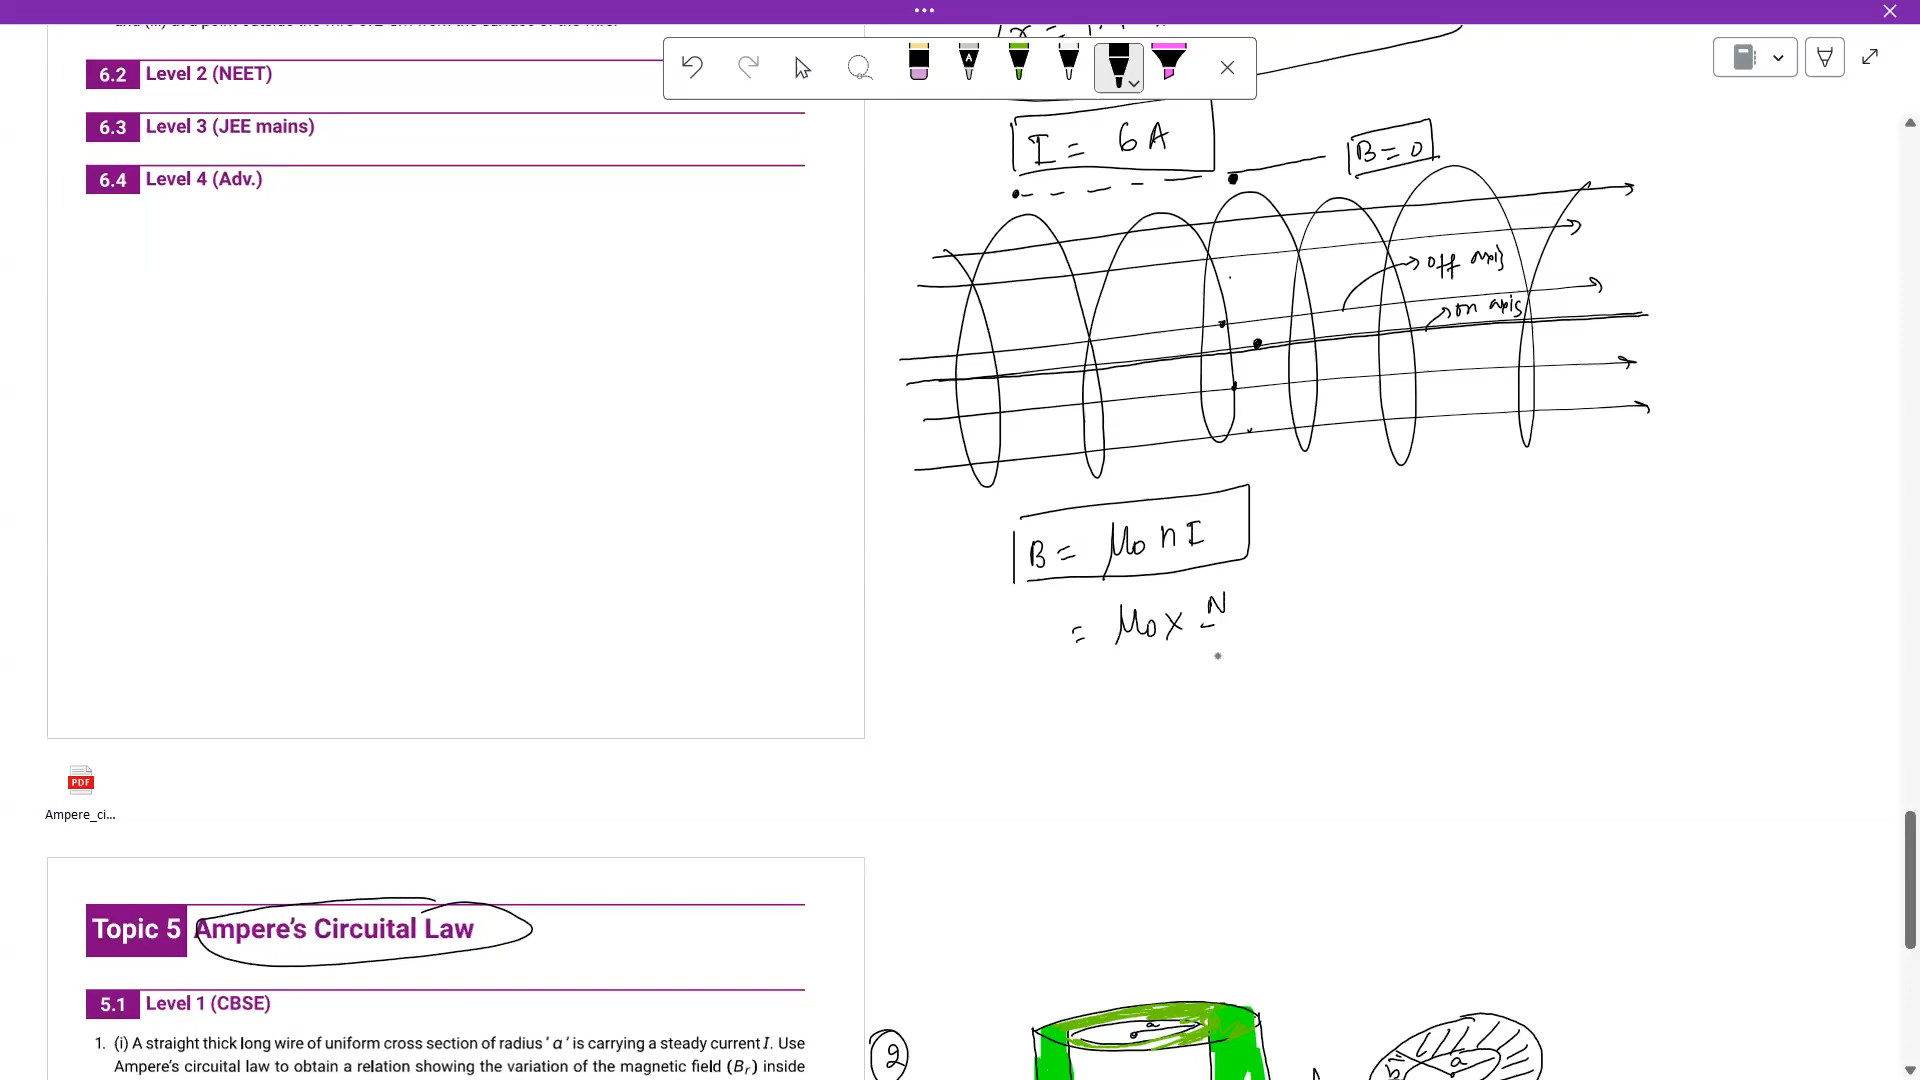 6.2 Level 2 (NEET)
6.3 Level 3 (JEE mains)
6.4 Level 4 (Adv.)
I = 6A
B = 0
off axis
on axis
B = μ₀ n I
= μ₀ × N
PDF
Ampere_ci...
Topic 5 Ampere's Circuital Law
5.1 Level 1 (CBSE)
1. (i) A straight thick long wire of uniform cross section of radius ' a ' is carrying a steady current I. Use
Ampere's circuital law to obtain a relation showing the variation of the magnetic field (Bᵣ) inside
2
a
b
a